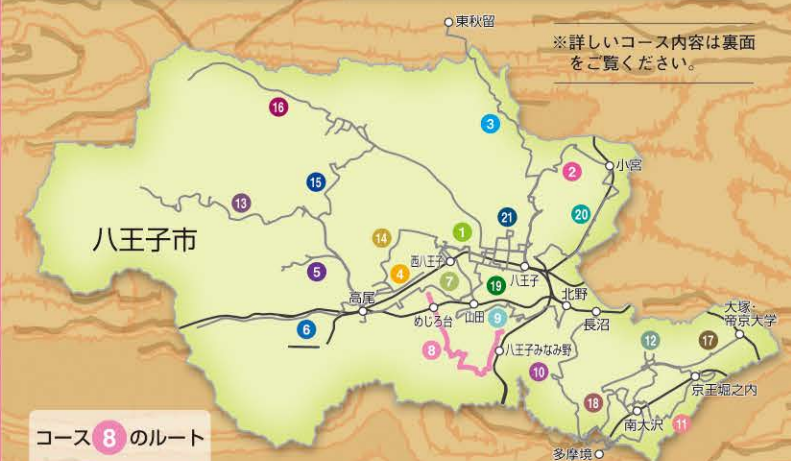 東秋留
※詳しいコース内容は裏面
をご覧ください。
16
3
小宮
2
15
13
20
21
八王子市
14
1
西八王子
5
4
7
19
八王子
高尾
北野
6
めじろ台
山田
9
長沼
大塚・
帝京大学
8
八王子みなみ野
12
17
10
京王堀之内
18
南大沢
11
コース 8 のルート
多摩境